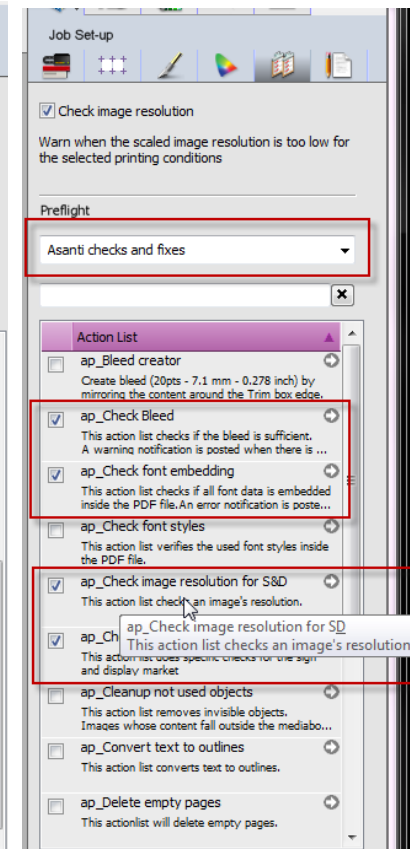 Job Set-up
Check image resolution
Warn when the scaled image resolution is too low for
the selected printing conditions
Preflight
Asanti checks and fixes
Action List
ap_Bleed creator
Create bleed (20pts - 7.1 mm - 0.278 inch) by
mirroring the content around the Trim box edge.
ap_Check Bleed
This action list checks if the bleed is sufficient.
A warning notification is posted when there is ...
ap_Check font embedding
This action list checks if all font data is embedded
inside the PDF file.An error notification is poste...
ap_Check font styles
This action list verifies the used font styles inside
the PDF file.
ap_Check image resolution for S&D
This action list checks an image's resolution.
ap_Check image resolution for SD
This action list checks an image's resolution
ap_Ch
This action list does specific checks for the sign
and display market
ap_Cleanup not used objects
This action list removes invisible objects.
Images whose content fall outside the mediabo...
ap_Convert text to outlines
This action list converts text to outlines.
ap_Delete empty pages
This actionlist will delete empty pages.